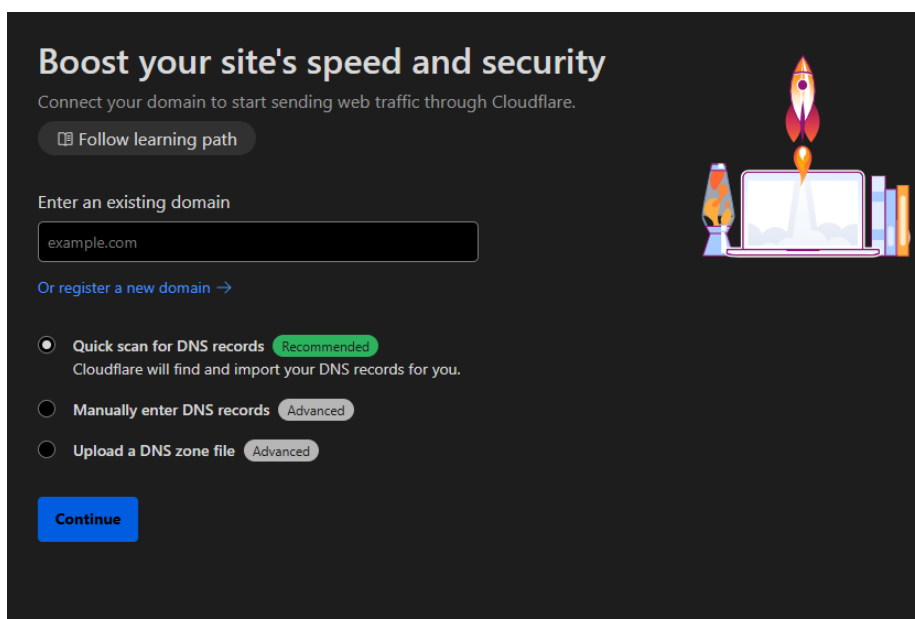 Boost your site's speed and security
Connect your domain to start sending web traffic through Cloudflare.
Follow learning path
Enter an existing domain
example.com
Or register a new domain →
Quick scan for DNS records Recommended
Cloudflare will find and import your DNS records for you.
Manually enter DNS records Advanced
Upload a DNS zone file Advanced
Continue